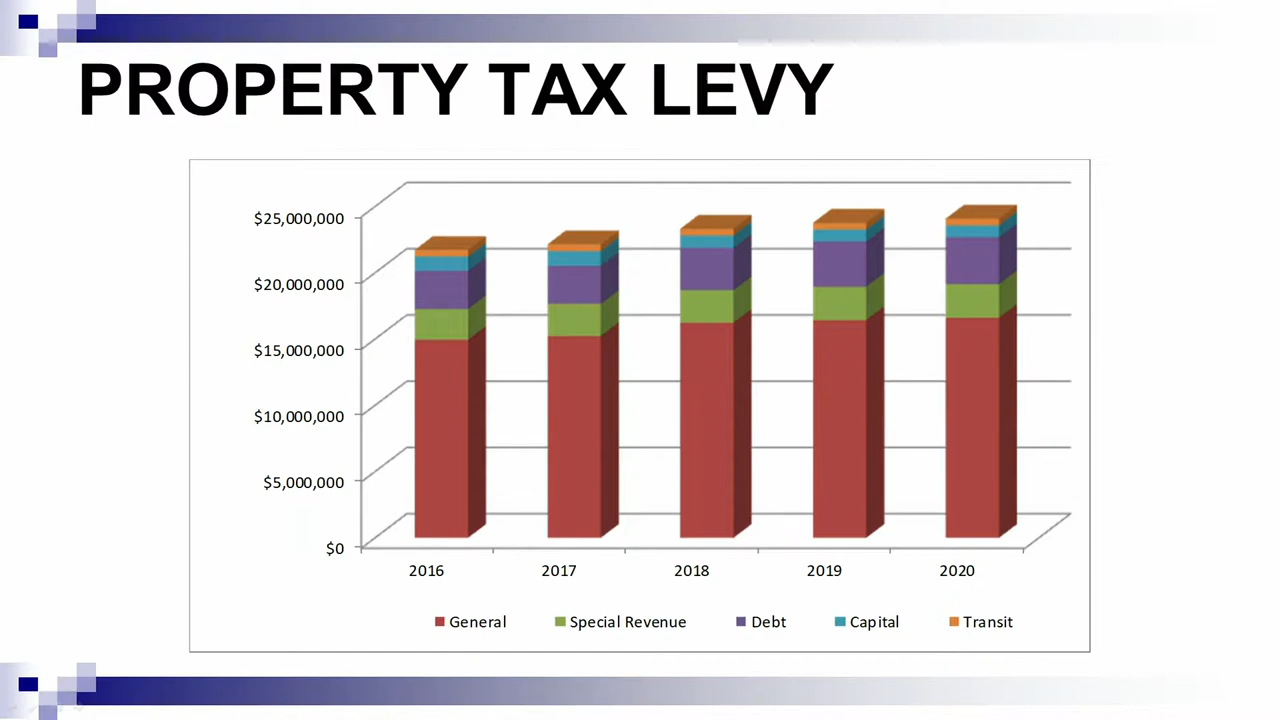 PROPERTY TAX LEVY
$25,000,000
$20,000,000
$15,000,000
$10,000,000
$5,000,000
$0
2016 2017 2018 2019 2020
General Special Revenue Debt Capital Transit